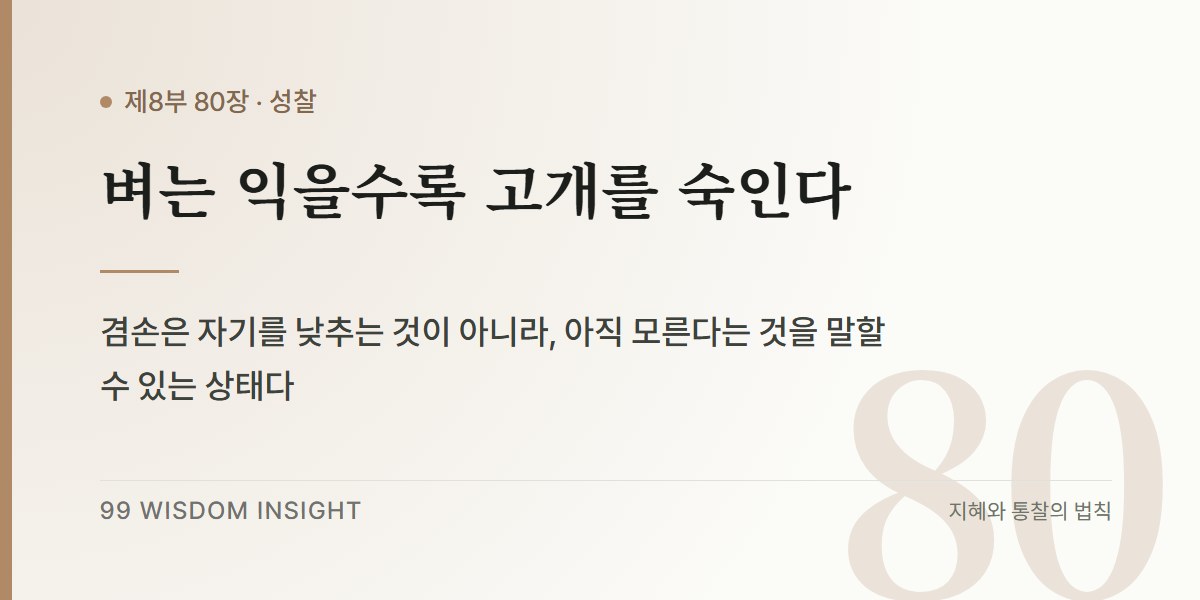 제8부 80장 · 성찰
벼는 익을수록 고개를 숙인다
겸손은 자기를 낮추는 것이 아니라, 아직 모른다는 것을 말할
수 있는 상태다
80
99 WISDOM INSIGHT
지혜와 통찰의 법칙